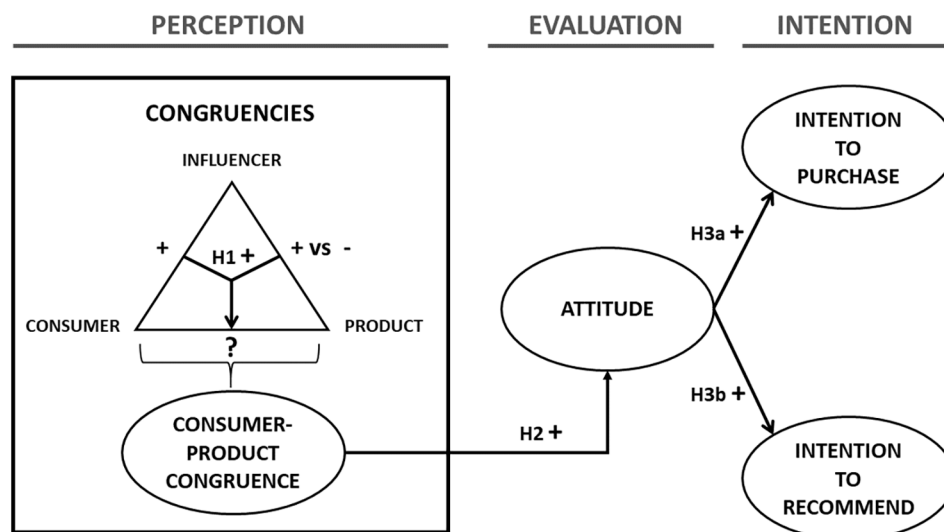 PERCEPTION
EVALUATION
INTENTION
CONGRUENCIES
INFLUENCER
+
H1 +
+ vs -
CONSUMER
PRODUCT
?
CONSUMER-
PRODUCT
CONGRUENCE
H2 +
ATTITUDE
H3a +
H3b +
INTENTION
TO
PURCHASE
INTENTION
TO
RECOMMEND